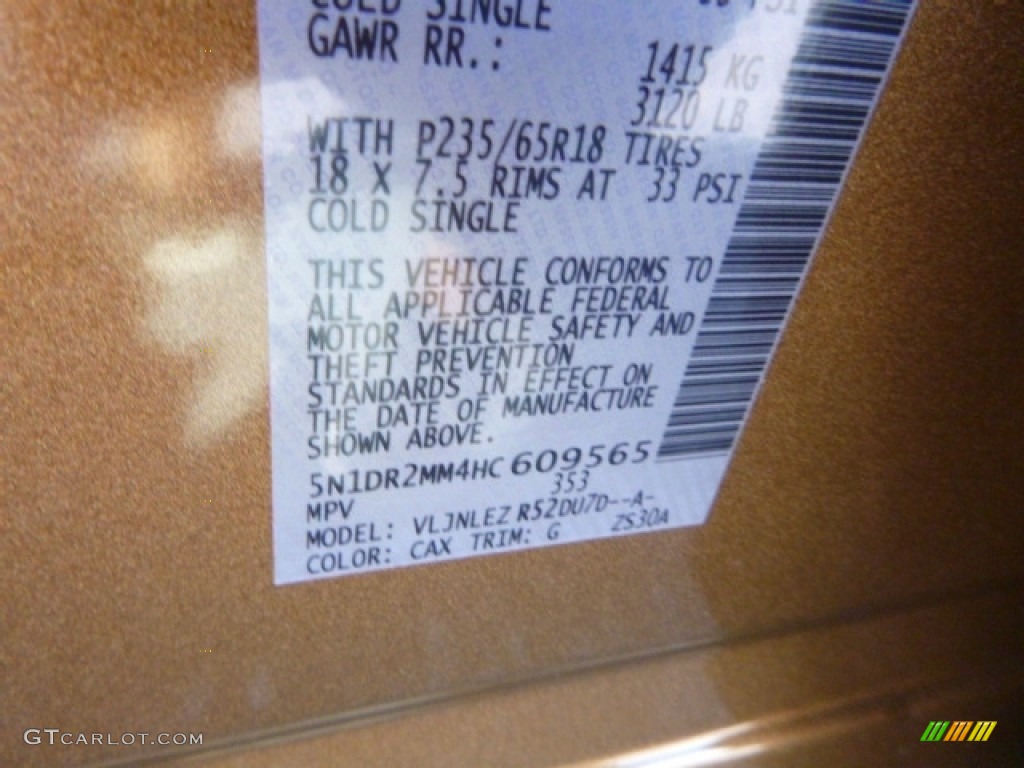 COLD SINGLE
GAWR RR.: 1415 KG
3120 LB
WITH P235/65R18 TIRES
18 X 7.5 RIMS AT 33 PSI
COLD SINGLE
THIS VEHICLE CONFORMS TO
ALL APPLICABLE FEDERAL
MOTOR VEHICLE SAFETY AND
THEFT PREVENTION
STANDARDS IN EFFECT ON
THE DATE OF MANUFACTURE
SHOWN ABOVE.
5N1DR2MM4HC609565
MPV 353
MODEL: VLJNLEZ R52DU7D--A-
COLOR: CAX TRIM: G ZS30A
GTCARLOT.COM